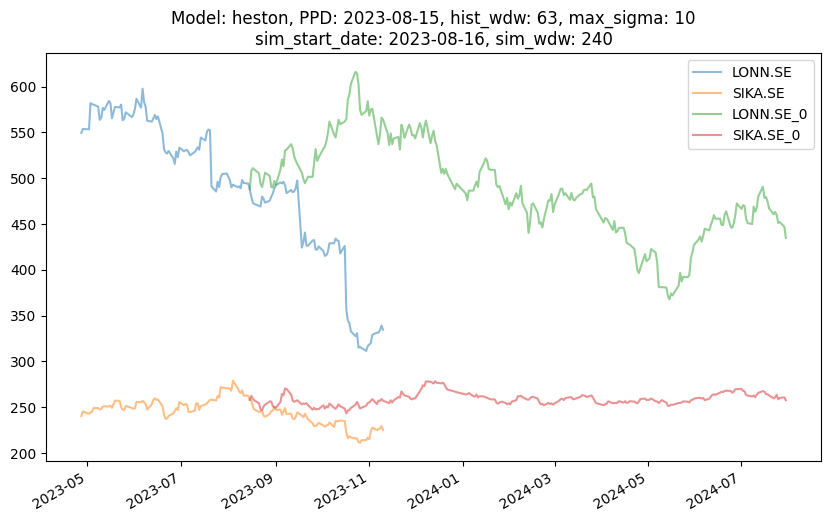 Model: heston, PPD: 2023-08-15, hist_wdw: 63, max_sigma: 10
sim_start_date: 2023-08-16, sim_wdw: 240
LONN.SE
SIKA.SE
LONN.SE_0
SIKA.SE_0
600
550
500
450
400
350
300
250
200
2023-05
2023-07
2023-09
2023-11
2024-01
2024-03
2024-05
2024-07